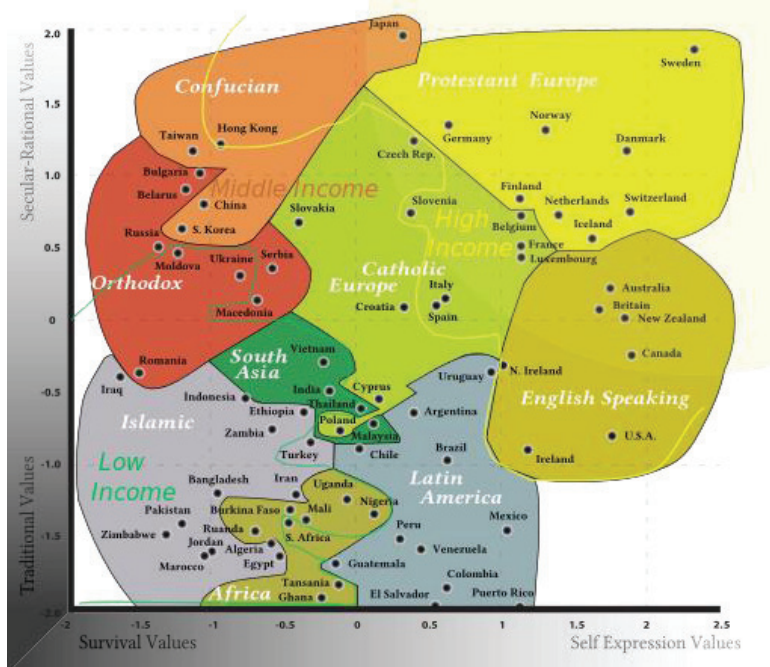 2.0
Japan
Secular-Rational Values
Confucian
Protestant Europe
Sweden
1.5
Hong Kong
Taiwan
Germany
Norway
Danmark
Czech Rep.
Bulgaria
1.0
Belarus
Middle Income
China
Slovakia
Slovenia
Finland
Netherlands
Switzerland
High
Income
Belgium
Iceland
Russia
S. Korea
0.5
Moldova
Ukraine
Serbia
France
Luxembourg
Orthodox
Catholic
Europe
Italy
Australia
Macedonia
Croatia
Spain
Britain
New Zealand
0
South
Asia
Vietnam
Canada
Romania
Uruguay
N. Ireland
Iraq
-0.5
Indonesia
India
Cyprus
English Speaking
Islamic
Ethiopia
Thailand
Argentina
Zambia
Poland
Malaysia
U.S.A.
Turkey
Chile
Brazil
Ireland
Traditional Values
-1.0
Low
Income
Latin
America
Bangladesh
Iran
Uganda
Pakistan
Burkina Faso
Mali
Nigeria
Mexico
-1.5
Zimbabwe
Ruanda
S. Africa
Peru
Jordan
Algeria
Venezuela
Marocco
Egypt
Guatemala
Colombia
Tansania
Africa
Ghana
El Salvador
Puerto Rico
-2.0
-2
-1.5
-1
-0.5
0
0.5
1
1.5
2
2.5
Survival Values
Self Expression Values